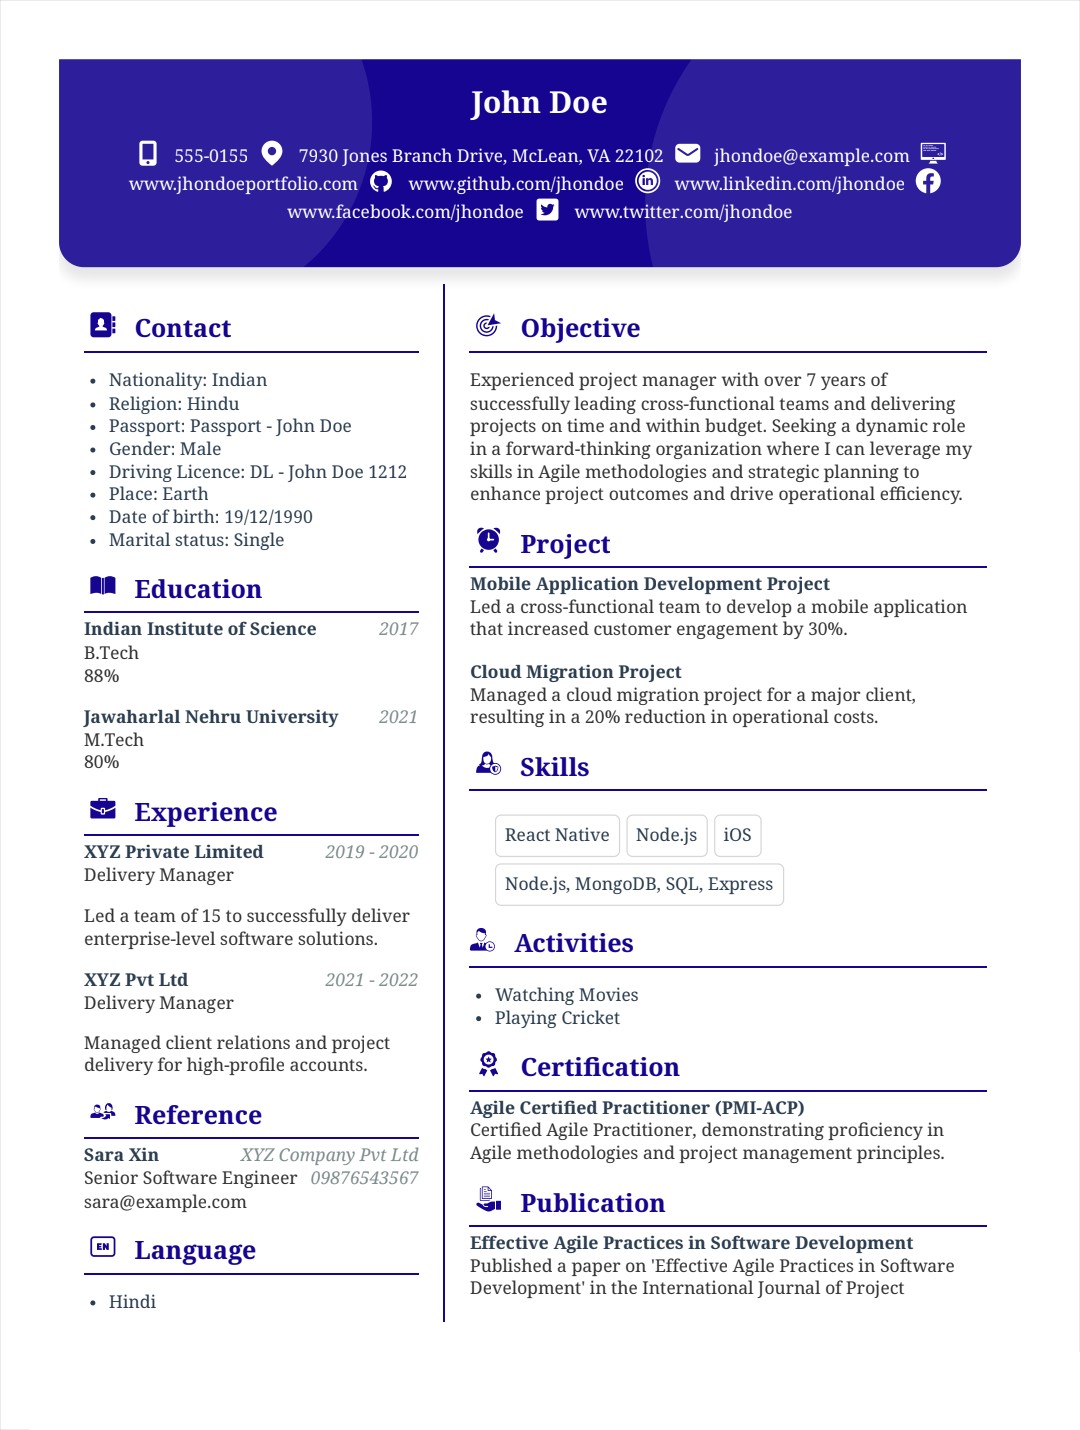 John Doe
555-0155 7930 Jones Branch Drive, McLean, VA 22102 jhondoe@example.com
www.jhondoeportfolio.com www.github.com/jhondoe www.linkedin.com/jhondoe
www.facebook.com/jhondoe www.twitter.com/jhondoe
Contact
• Nationality: Indian
• Religion: Hindu
• Passport: Passport - John Doe
• Gender: Male
• Driving Licence: DL - John Doe 1212
• Place: Earth
• Date of birth: 19/12/1990
• Marital status: Single
Education
Indian Institute of Science 2017
B.Tech
88%
Jawaharlal Nehru University 2021
M.Tech
80%
Experience
XYZ Private Limited 2019 - 2020
Delivery Manager
Led a team of 15 to successfully deliver
enterprise-level software solutions.
XYZ Pvt Ltd 2021 - 2022
Delivery Manager
Managed client relations and project
delivery for high-profile accounts.
Reference
Sara Xin XYZ Company Pvt Ltd
Senior Software Engineer 09876543567
sara@example.com
EN Language
• Hindi
Objective
Experienced project manager with over 7 years of
successfully leading cross-functional teams and delivering
projects on time and within budget. Seeking a dynamic role
in a forward-thinking organization where I can leverage my
skills in Agile methodologies and strategic planning to
enhance project outcomes and drive operational efficiency.
Project
Mobile Application Development Project
Led a cross-functional team to develop a mobile application
that increased customer engagement by 30%.
Cloud Migration Project
Managed a cloud migration project for a major client,
resulting in a 20% reduction in operational costs.
Skills
React Native Node.js iOS
Node.js, MongoDB, SQL, Express
Activities
• Watching Movies
• Playing Cricket
Certification
Agile Certified Practitioner (PMI-ACP)
Certified Agile Practitioner, demonstrating proficiency in
Agile methodologies and project management principles.
Publication
Effective Agile Practices in Software Development
Published a paper on 'Effective Agile Practices in Software
Development' in the International Journal of Project